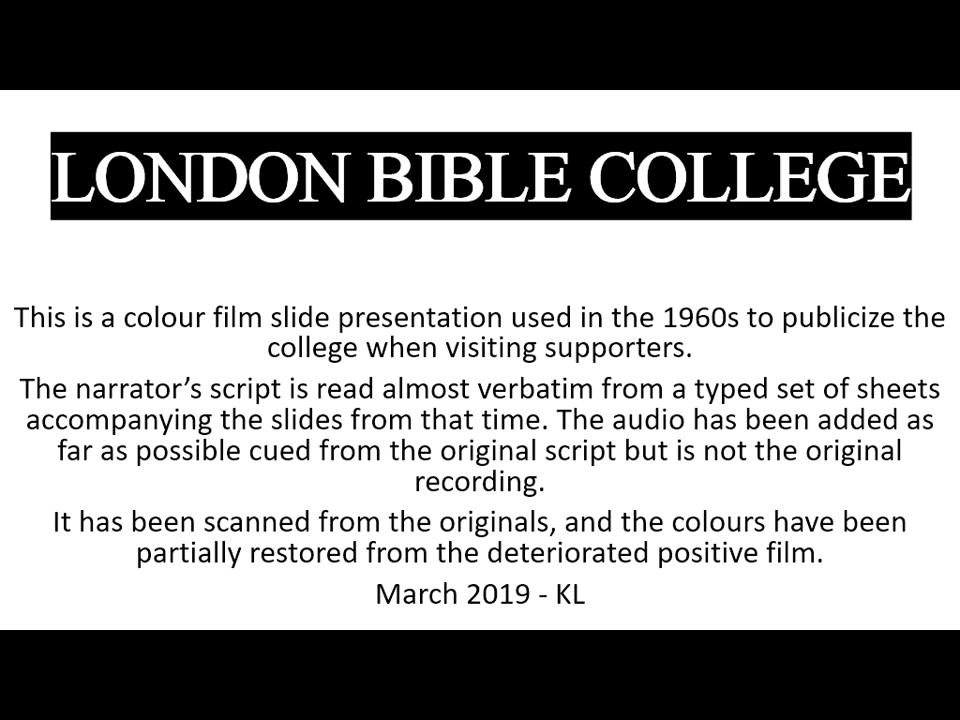 LONDON BIBLE COLLEGE
This is a colour film slide presentation used in the 1960s to publicize the
college when visiting supporters.
The narrator’s script is read almost verbatim from a typed set of sheets
accompanying the slides from that time. The audio has been added as
far as possible cued from the original script but is not the original
recording.
It has been scanned from the originals, and the colours have been
partially restored from the deteriorated positive film.
March 2019 - KL